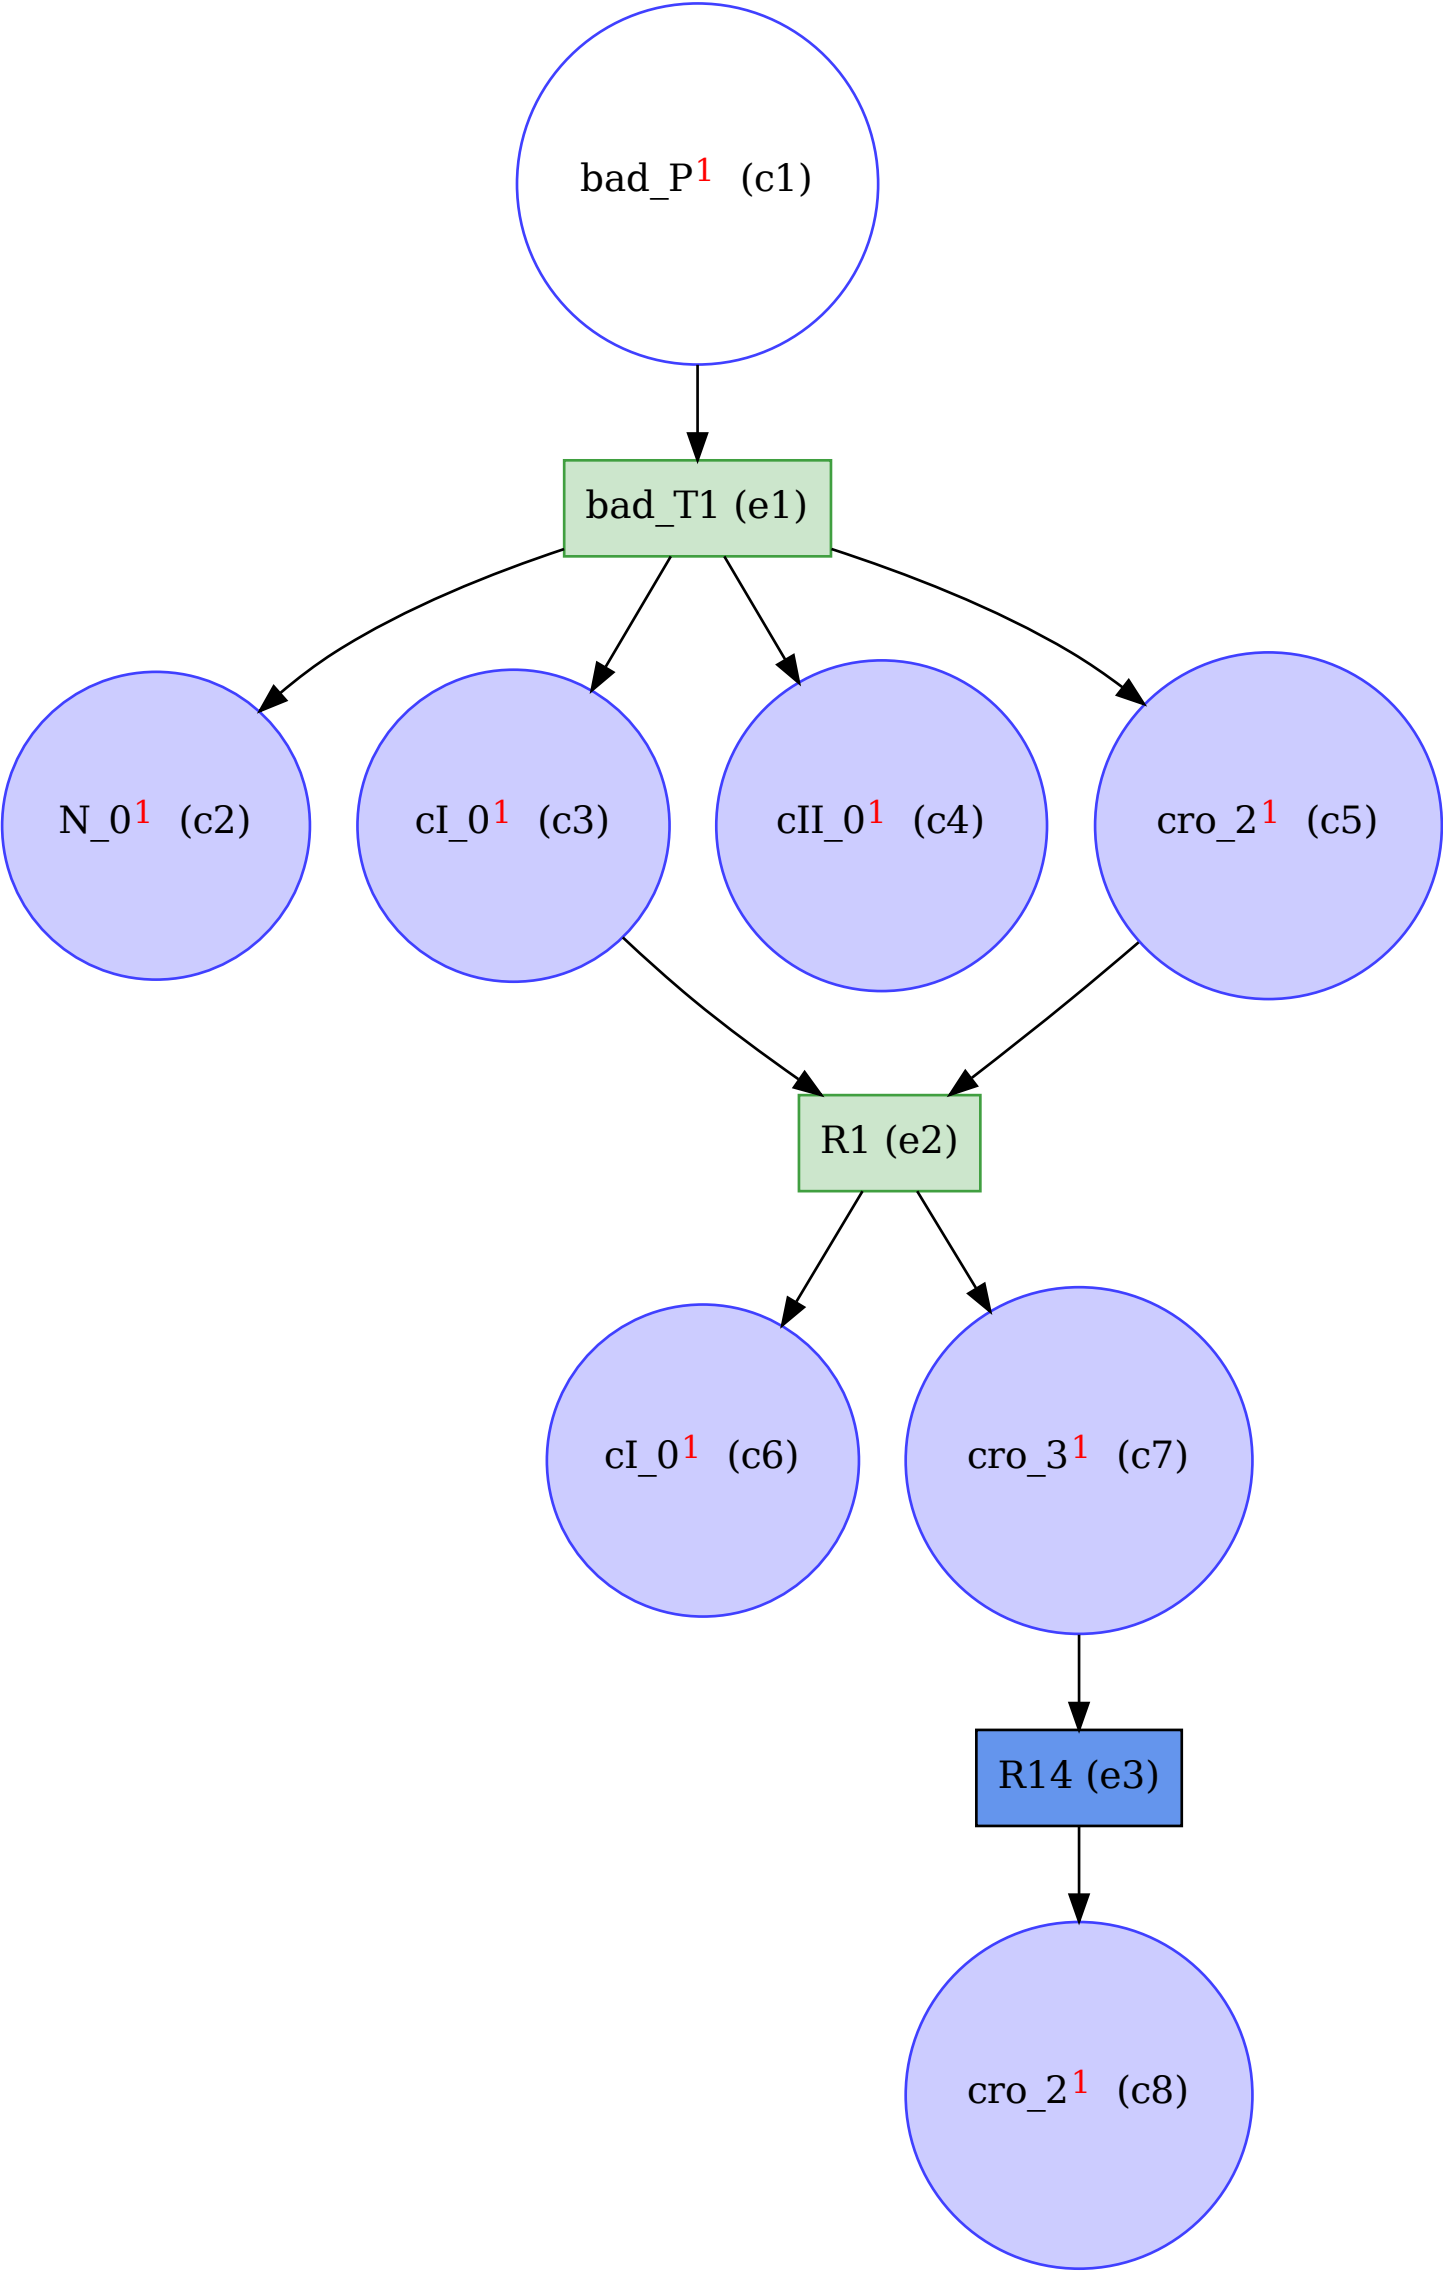 bad_P¹ (c1)
bad_T1 (e1)
N_0¹ (c2)
cI_0¹ (c3)
cII_0¹ (c4)
cro_2¹ (c5)
R1 (e2)
cI_0¹ (c6)
cro_3¹ (c7)
R14 (e3)
cro_2¹ (c8)